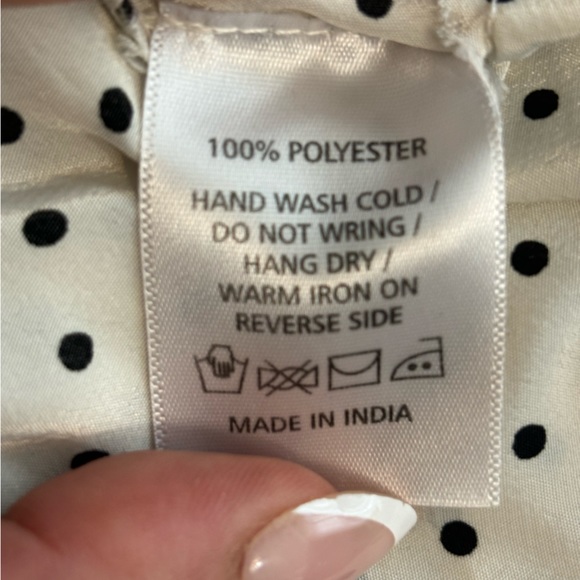 100% POLYESTER
HAND WASH COLD /
DO NOT WRING /
HANG DRY /
WARM IRON ON
REVERSE SIDE
MADE IN INDIA